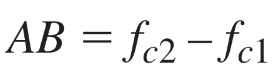 AB = f_{c2} – f_{c1}